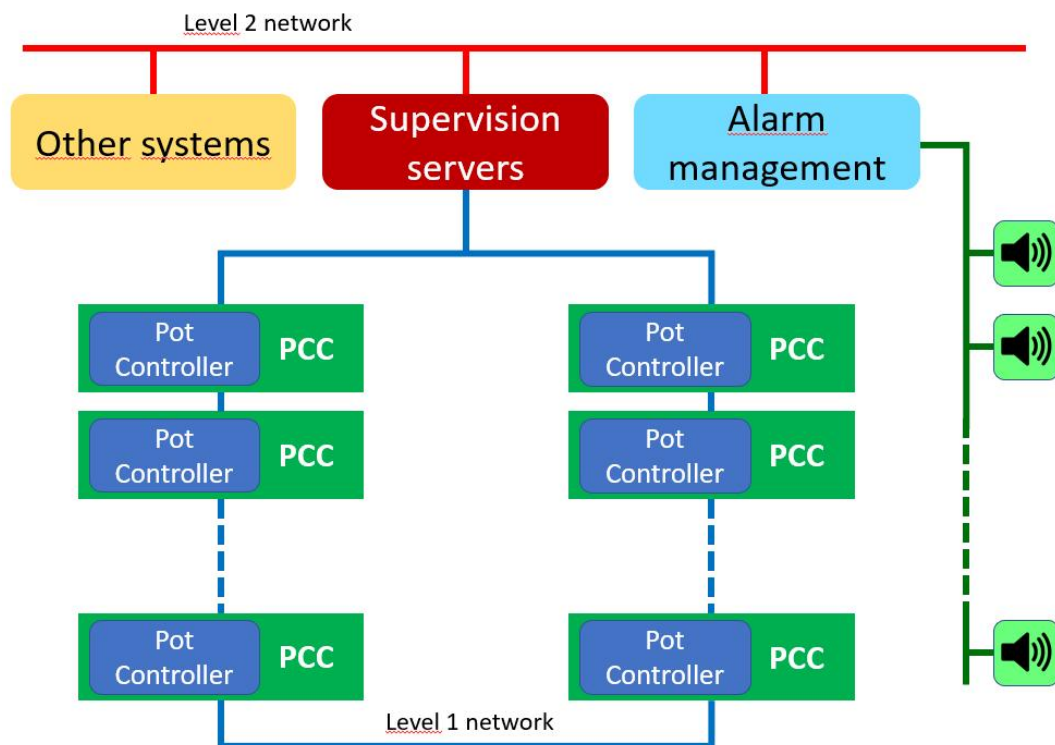 Level 2 network
Other systems
Supervision
servers
Alarm
management
Pot
Controller
PCC
Pot
Controller
PCC
Pot
Controller
PCC
Pot
Controller
PCC
Pot
Controller
PCC
Pot
Controller
PCC
Level 1 network